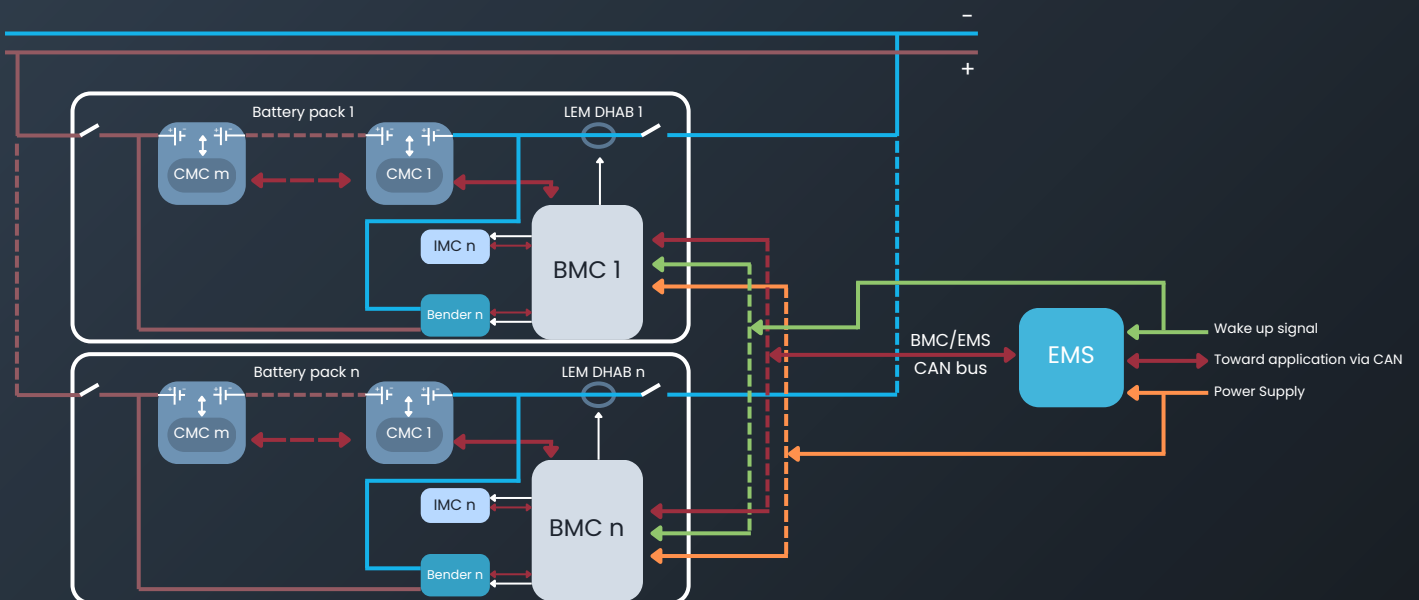 −
+
Battery pack 1
LEM DHAB 1
+ -
+ -
+ -
+ -
CMC m
CMC 1
IMC n
BMC 1
Bender n
BMC/EMS
CAN bus
EMS
Wake up signal
Toward application via CAN
Power Supply
Battery pack n
LEM DHAB n
+ -
+ -
+ -
+ -
CMC m
CMC 1
IMC n
BMC n
Bender n